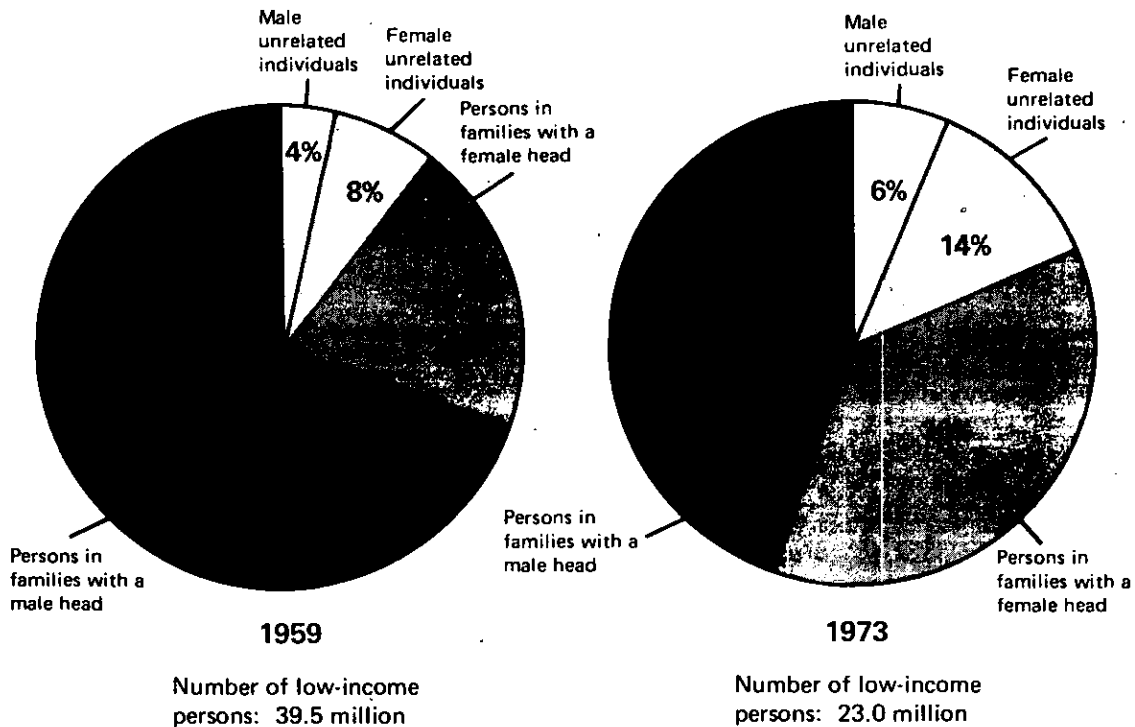 Male
unrelated
individuals
Female
unrelated
individuals
Persons in
families with a
female head
4%
8%
Persons in
families with a
male head
1959
Number of low-income
persons: 39.5 million
Male
unrelated
individuals
Female
unrelated
individuals
6%
14%
Persons in
families with a
male head
Persons in
families with a
female head
1973
Number of low-income
persons: 23.0 million